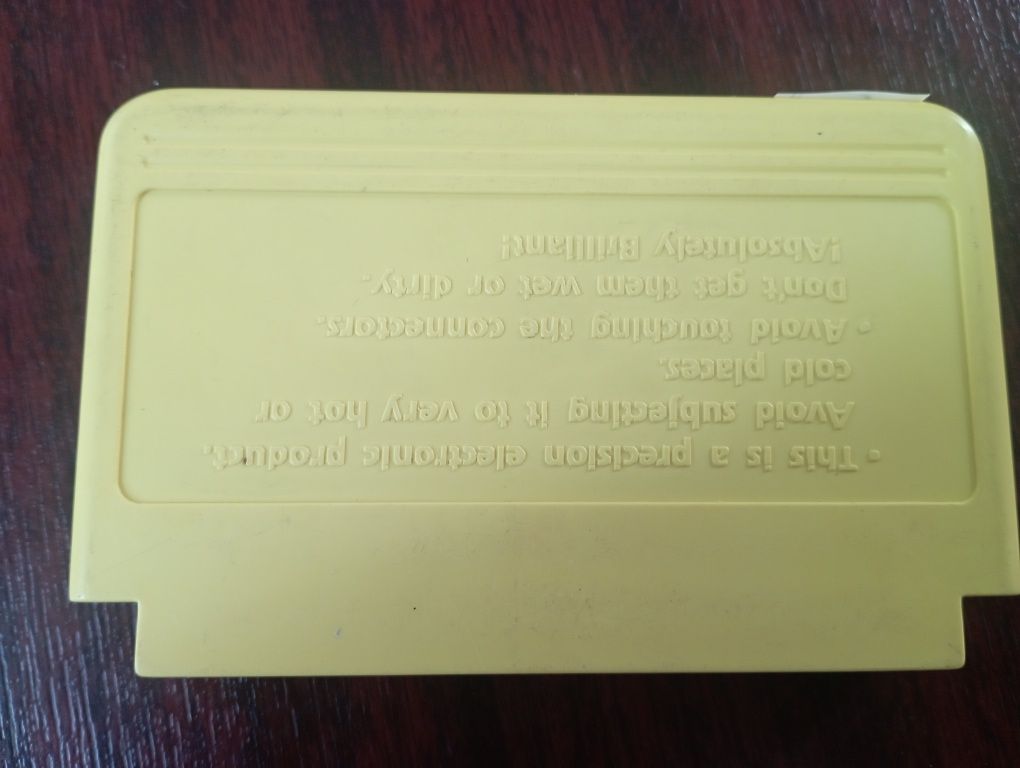 • This is a precision electronic product.
Avoid subjecting it to very hot or
cold places.
• Avoid touching the connectors.
Don't get them wet or dirty.
!Absolutely Brilliant!